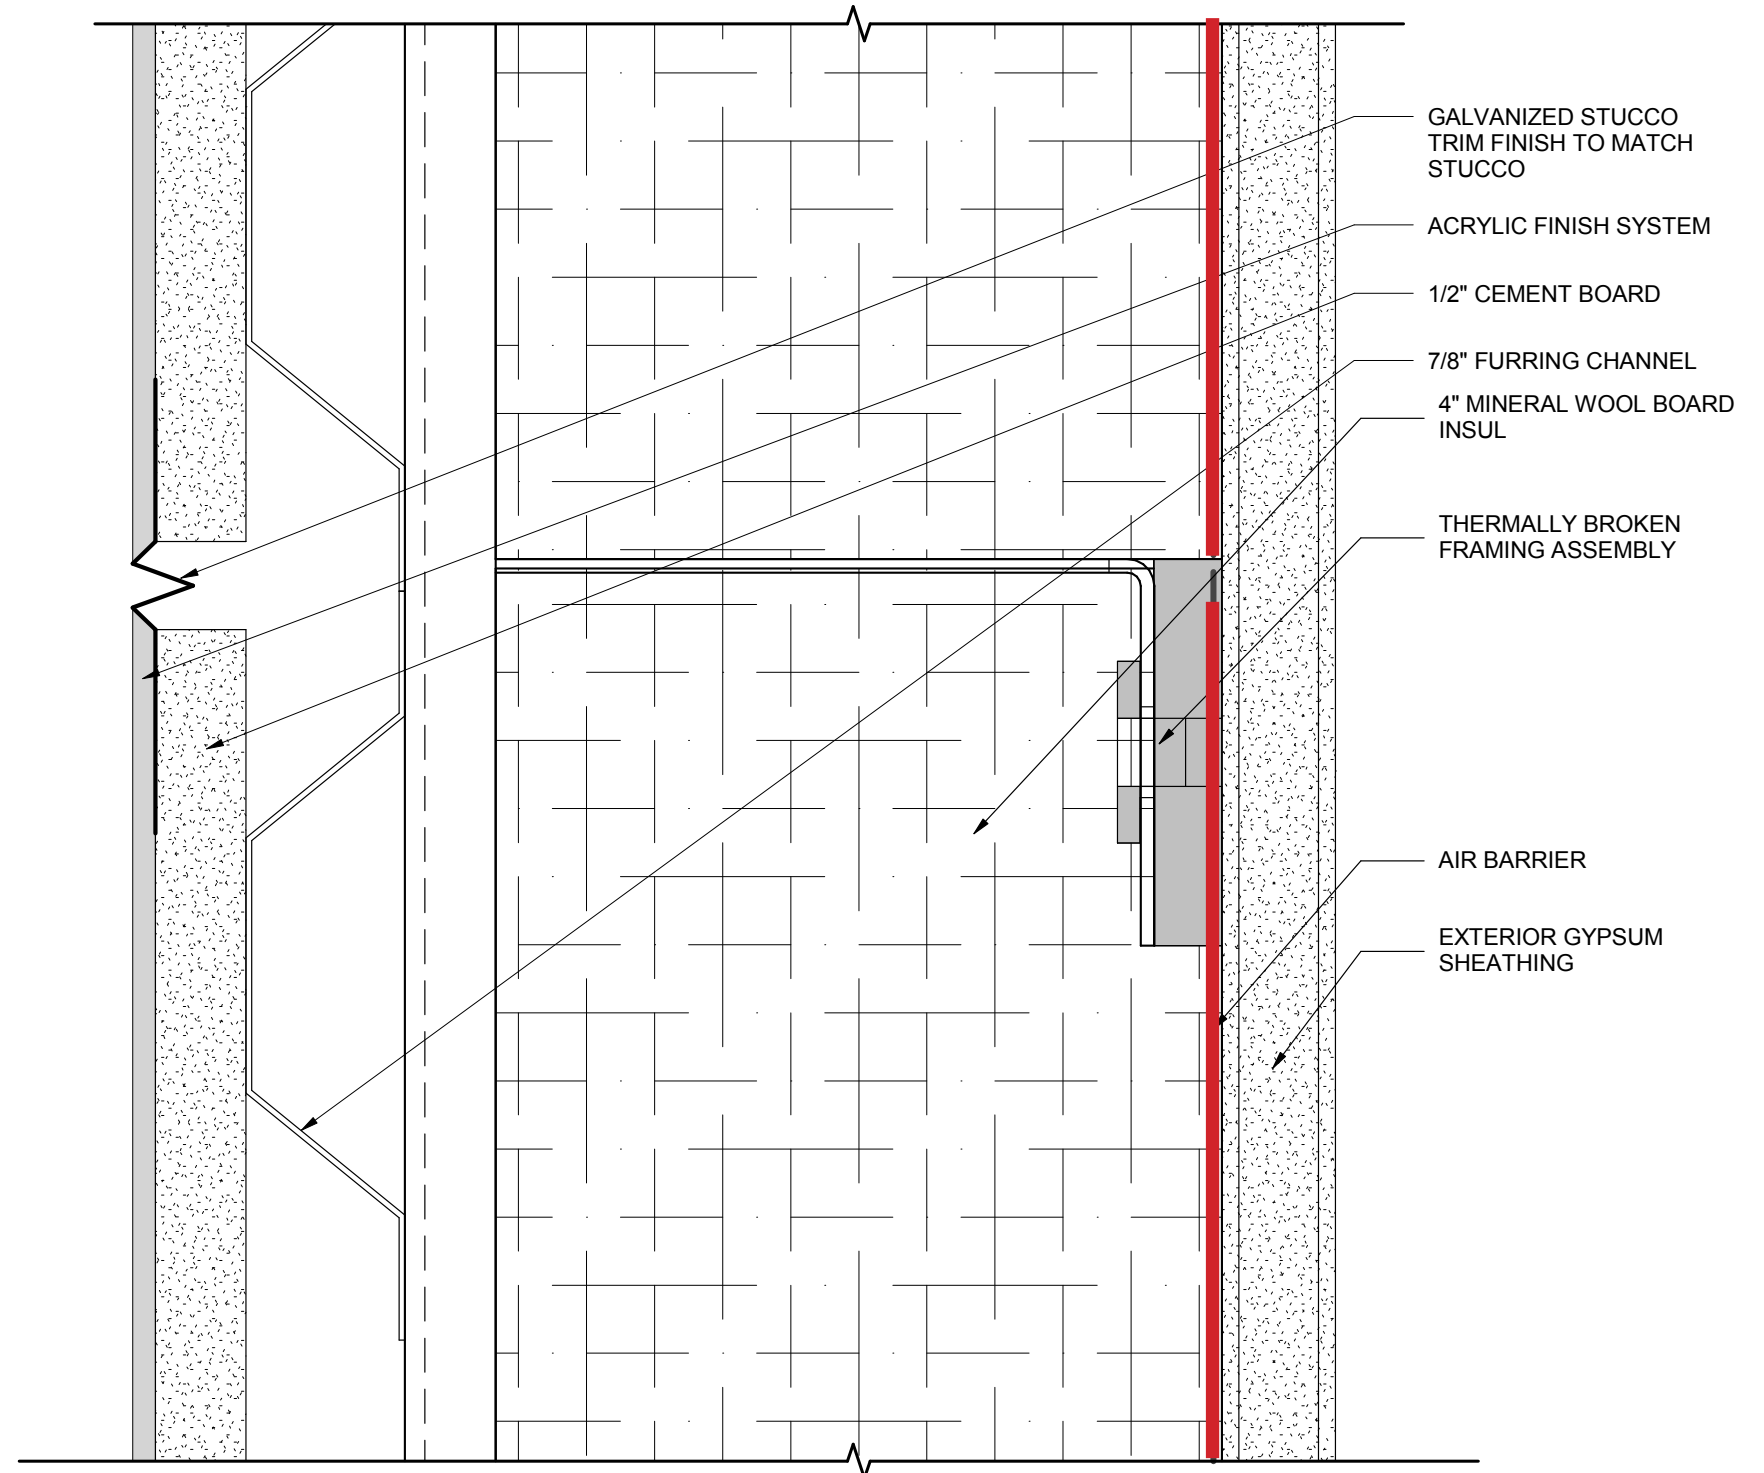 GALVANIZED STUCCO
TRIM FINISH TO MATCH
STUCCO
ACRYLIC FINISH SYSTEM
1/2" CEMENT BOARD
7/8" FURRING CHANNEL
4" MINERAL WOOL BOARD
INSUL
THERMALLY BROKEN
FRAMING ASSEMBLY
AIR BARRIER
EXTERIOR GYPSUM
SHEATHING